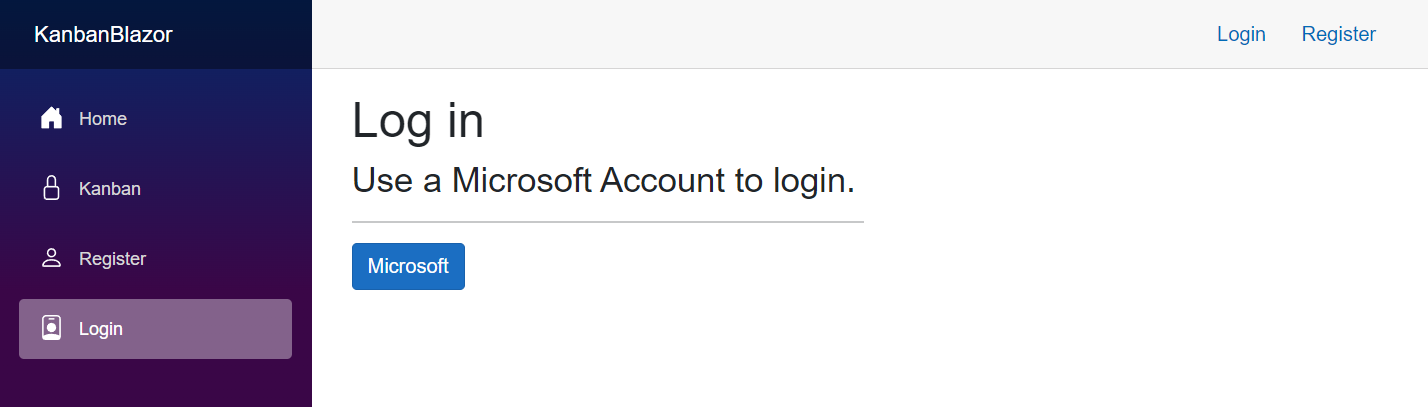 KanbanBlazor
Login Register
Home
Kanban
Register
Login
Log in
Use a Microsoft Account to login.
Microsoft